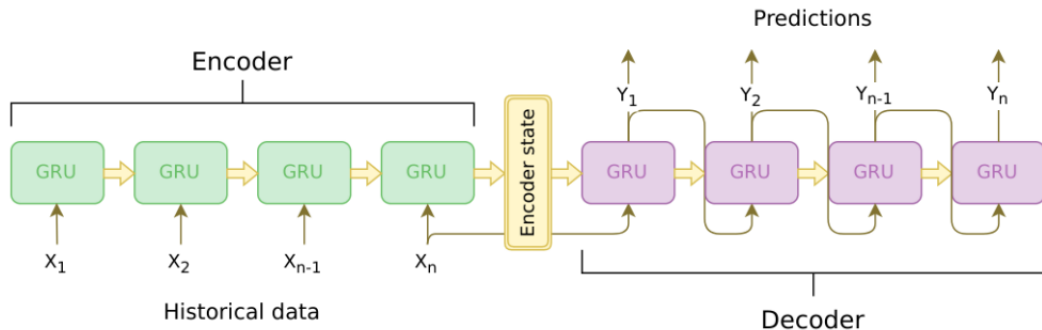 Predictions
Encoder
Y1 Y2 Yn-1 Yn
GRU GRU GRU GRU Encoder state GRU GRU GRU GRU
X1 X2 Xn-1 Xn
Historical data
Decoder